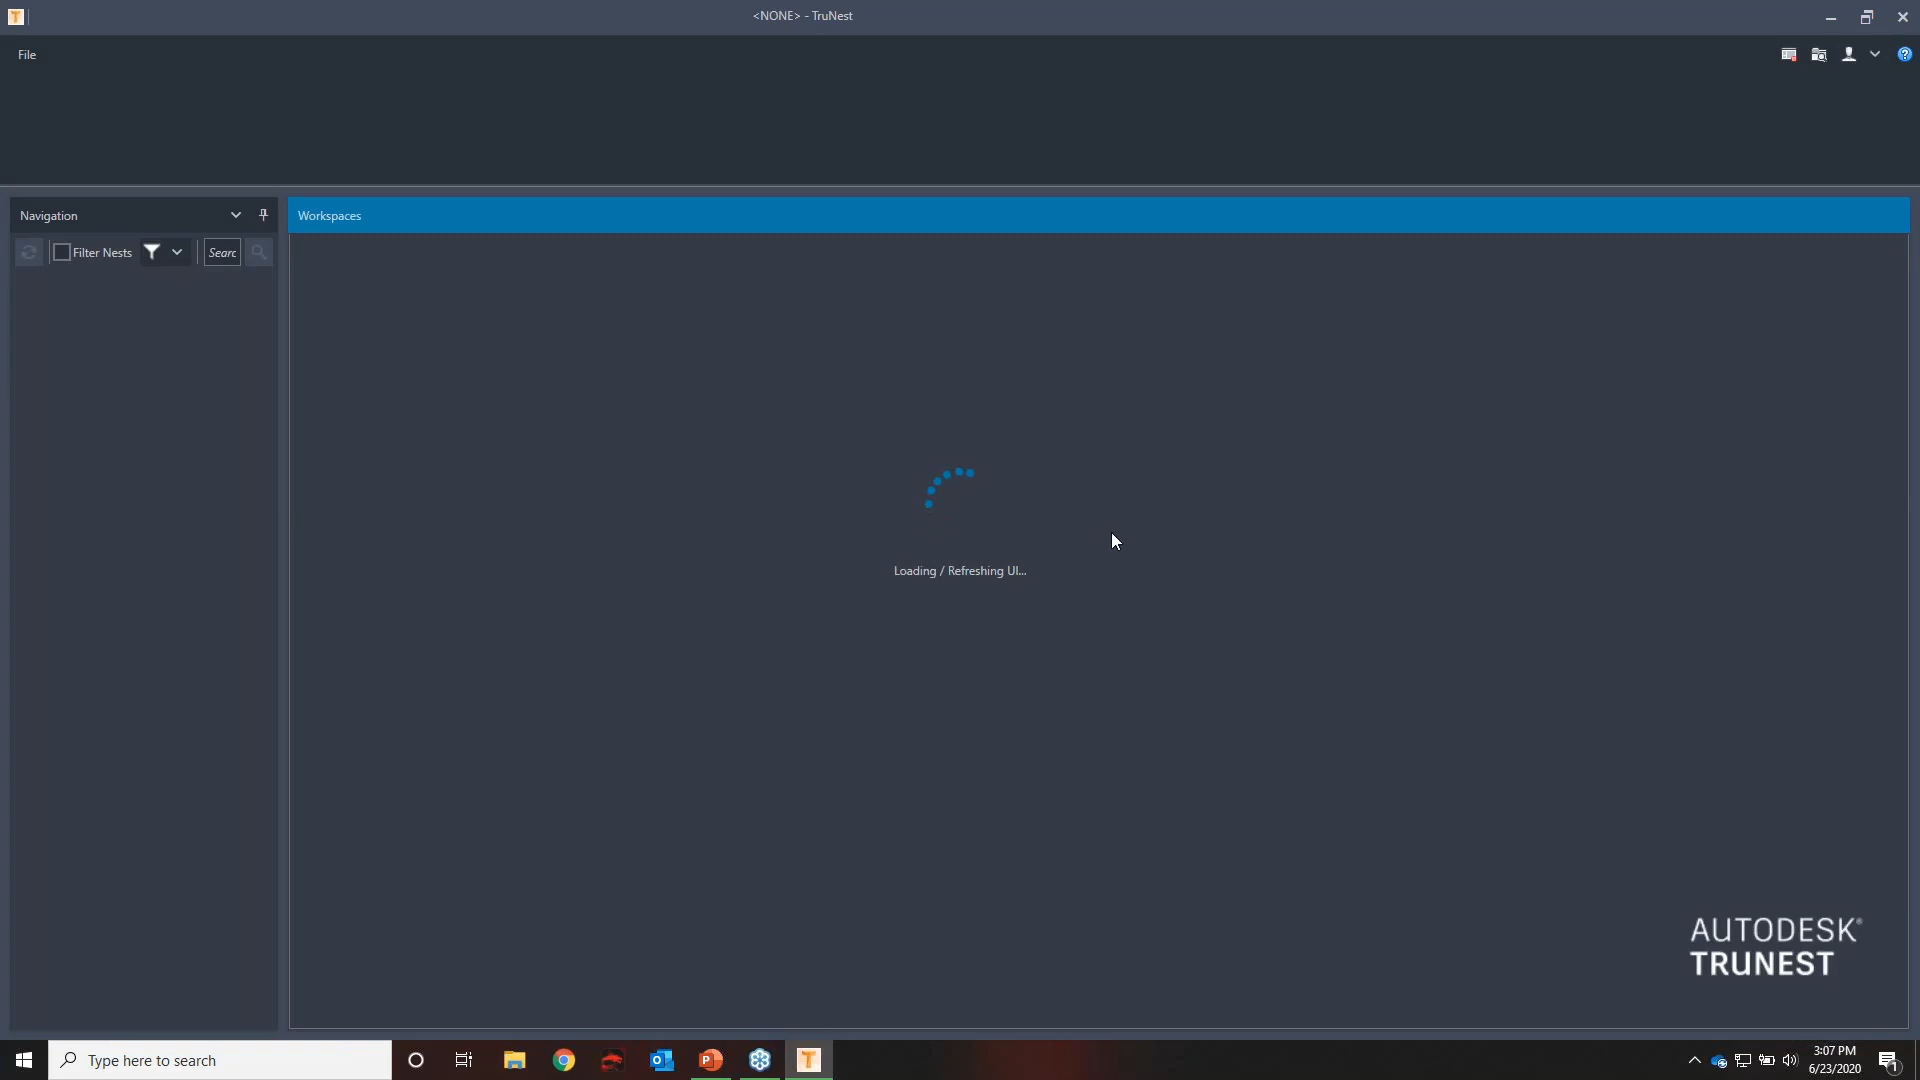 <NONE> - TruNest
File
Navigation
Workspaces
Filter Nests
Searc
Loading / Refreshing UI...
AUTODESK®
TRUNEST
Type here to search
3:07 PM
6/23/2020
1